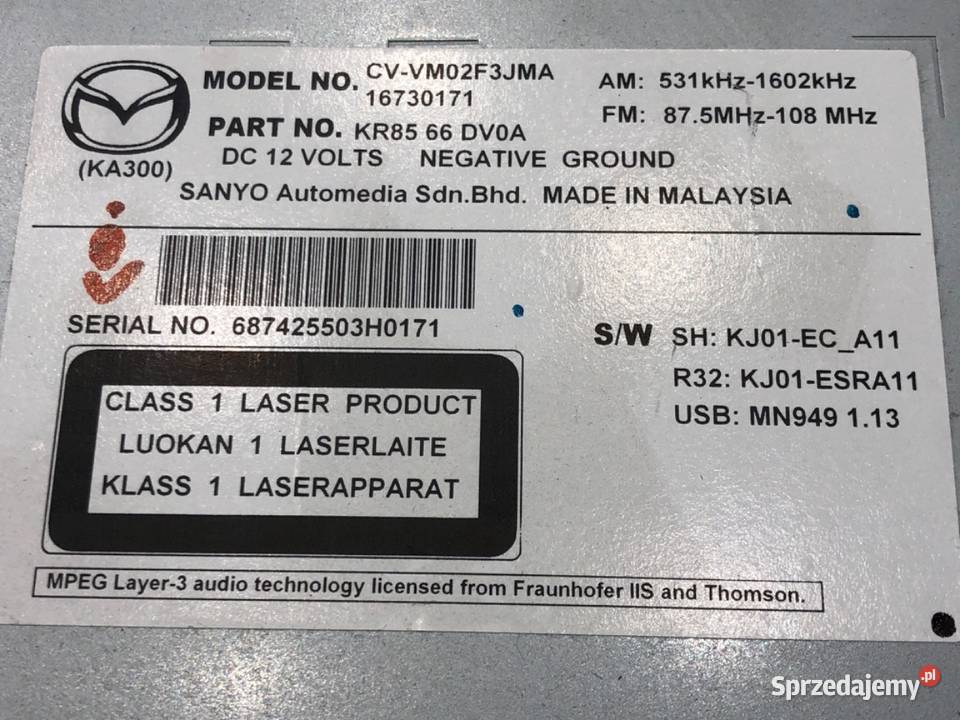 MODEL NO. CV-VM02F3JMA
16730171
AM: 531kHz-1602kHz
FM: 87.5MHz-108 MHz
PART NO. KR85 66 DV0A
(KA300)
DC 12 VOLTS NEGATIVE GROUND
SANYO Automedia Sdn.Bhd. MADE IN MALAYSIA
SERIAL NO. 687425503H0171
S/W SH: KJ01-EC_A11
R32: KJ01-ESRA11
USB: MN949 1.13
CLASS 1 LASER PRODUCT
LUOKAN 1 LASERLAITE
KLASS 1 LASERAPPARAT
MPEG Layer-3 audio technology licensed from Fraunhofer IIS and Thomson.
Sprzedajemy.pl